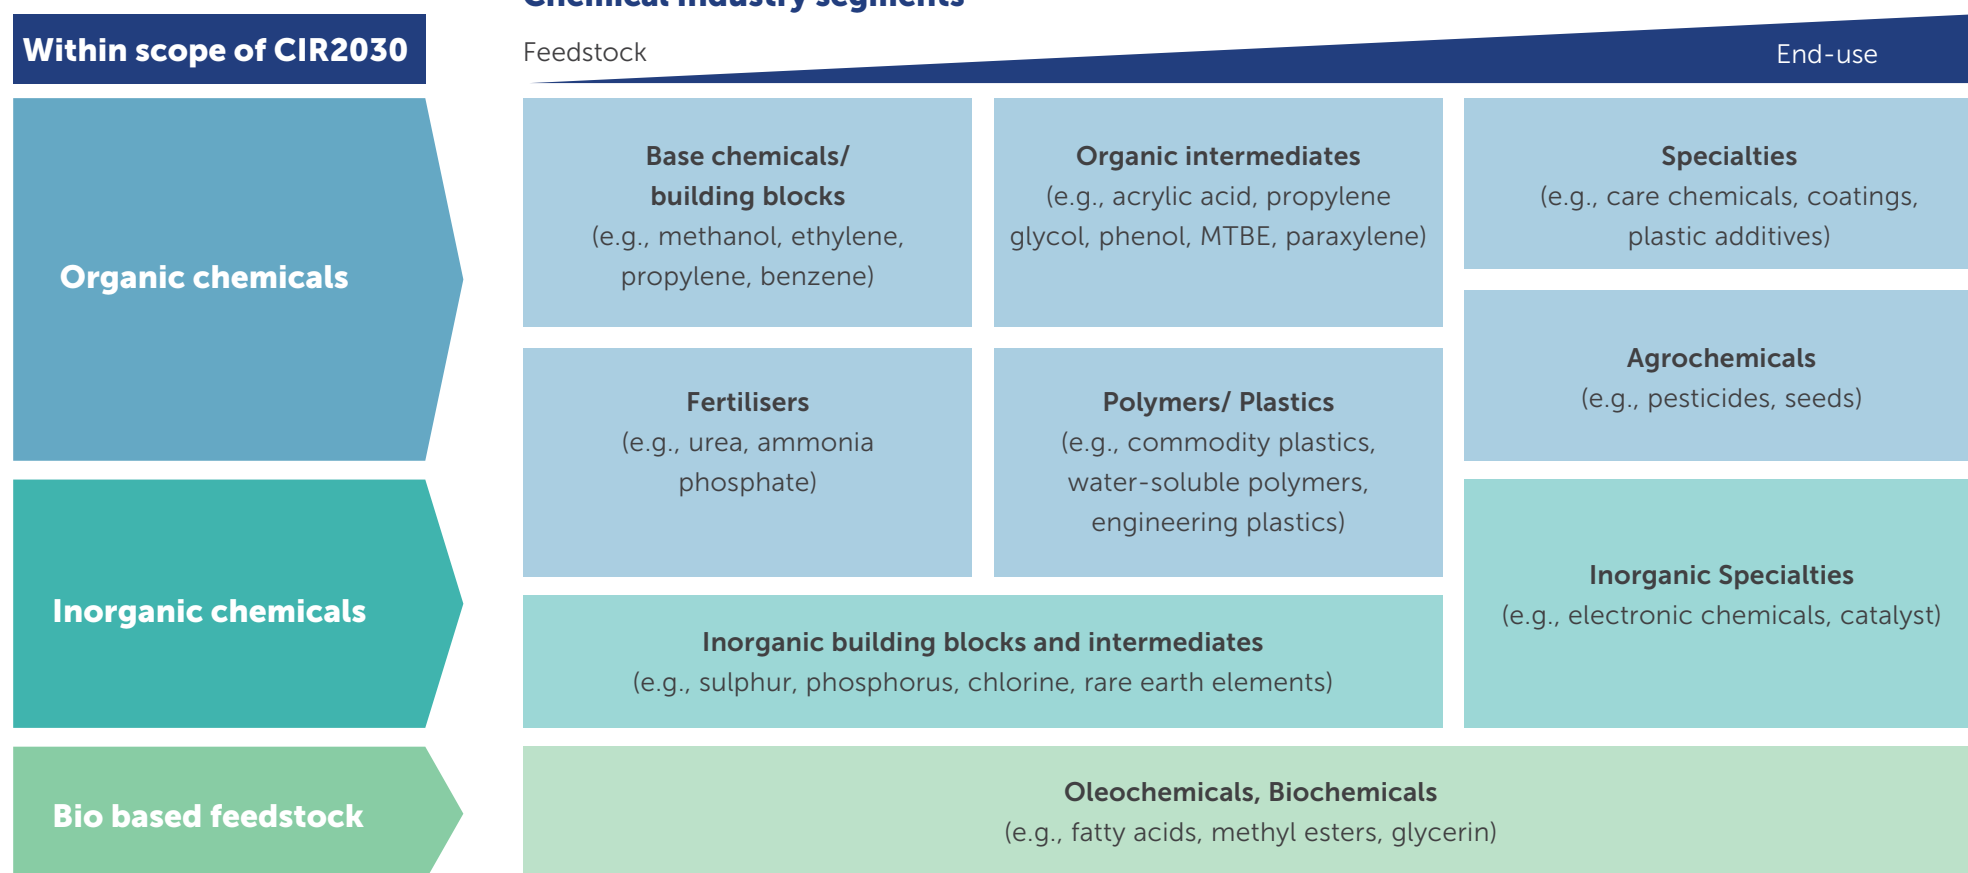 Chemical Industry segments
Within scope of CIR2030
Feedstock
End-use
Organic chemicals
Base chemicals/
building blocks
(e.g., methanol, ethylene,
propylene, benzene)
Organic intermediates
(e.g., acrylic acid, propylene
glycol, phenol, MTBE, paraxylene)
Specialties
(e.g., care chemicals, coatings,
plastic additives)
Agrochemicals
(e.g., pesticides, seeds)
Fertilisers
(e.g., urea, ammonia
phosphate)
Polymers/ Plastics
(e.g., commodity plastics,
water-soluble polymers,
engineering plastics)
Inorganic chemicals
Inorganic building blocks and intermediates
(e.g., sulphur, phosphorus, chlorine, rare earth elements)
Inorganic Specialties
(e.g., electronic chemicals, catalyst)
Bio based feedstock
Oleochemicals, Biochemicals
(e.g., fatty acids, methyl esters, glycerin)